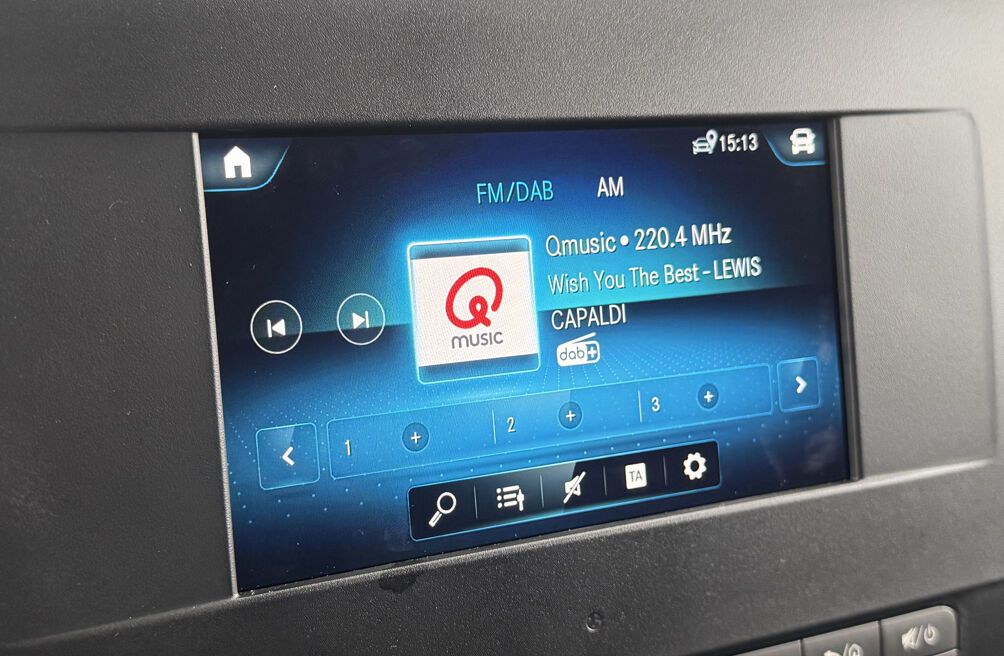 15:13
FM/DAB AM
Qmusic • 220.4 MHz
Wish You The Best - LEWIS
CAPALDI
Q
MUSIC
dab+
1 + 2 + 3 +
TA